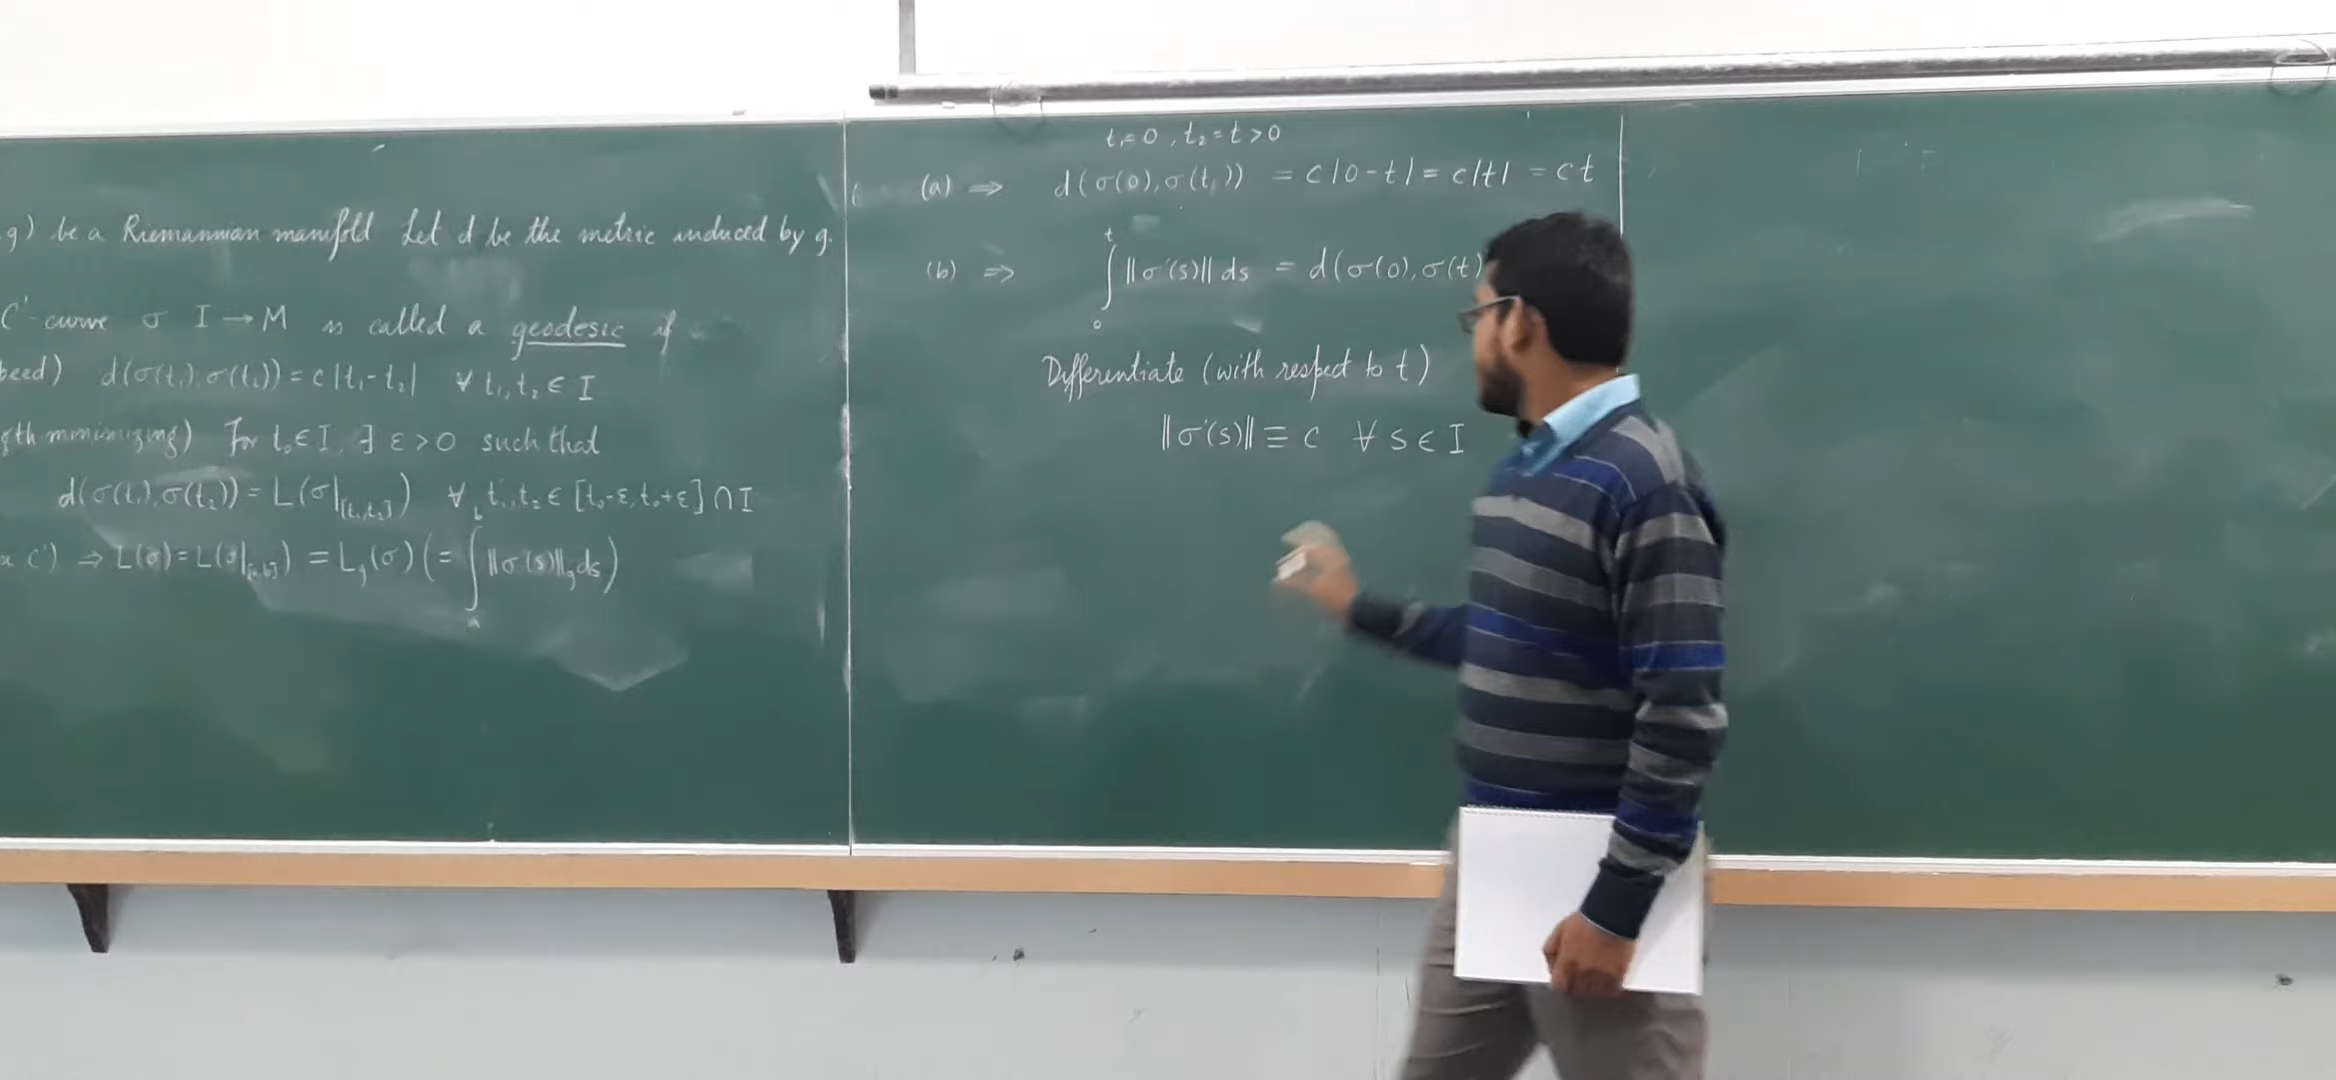 g) be a Riemannian manifold Let d be the metric induced by g.
C¹-curve σ I → M is called a geodesic if
peed) d(σ(t₁), σ(t₂)) = c |t₁ - t₂| ∀ t₁, t₂ ∈ I
gth minimizing) For t₀ ∈ I, ∃ ε > 0 such that
d(σ(t₁), σ(t₂)) = L(σ|[t₁,t₂]) ∀ t₁, t₂ ∈ [t₀-ε, t₀+ε] ∩ I
C¹) ⇒ L(σ) = L(σ|[a,b]) = L_g(σ) (= ∫_a^b ||σ'(s)||_g ds)
t₁ = 0, t₂ = t > 0
(a) ⇒ d(σ(0), σ(t,)) = c |0 - t| = c|t| = ct
(b) ⇒ ∫_0^t ||σ'(s)|| ds = d(σ(0), σ(t)
Differentiate (with respect to t)
||σ'(s)|| ≡ c ∀ s ∈ I